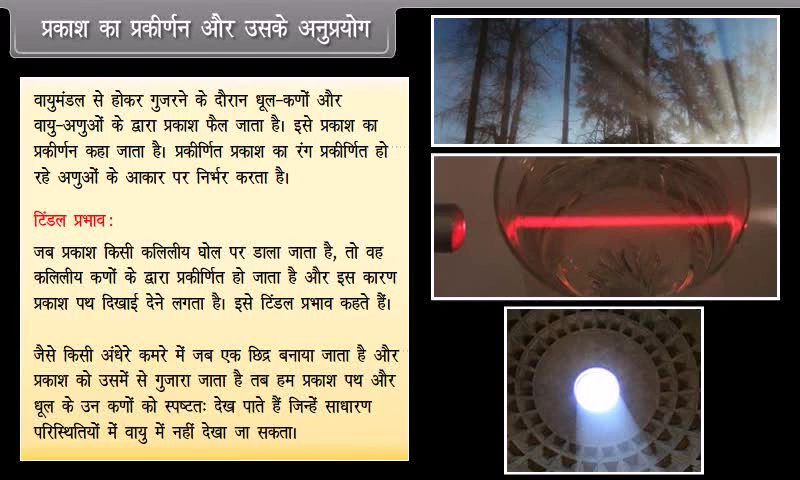 प्रकाश का प्रकीर्णन और उसके अनुप्रयोग
वायुमंडल से होकर गुजरने के दौरान धूल-कणों और
वायु-अणुओं के द्वारा प्रकाश फैल जाता है। इसे प्रकाश का
प्रकीर्णन कहा जाता है। प्रकीर्णित प्रकाश का रंग प्रकीर्णित हो
रहे अणुओं के आकार पर निर्भर करता है।
टिंडल प्रभाव:
जब प्रकाश किसी कलिलीय घोल पर डाला जाता है, तो वह
कलिलीय कणों के द्वारा प्रकीर्णित हो जाता है और इस कारण
प्रकाश पथ दिखाई देने लगता है। इसे टिंडल प्रभाव कहते हैं।
जैसे किसी अंधेरे कमरे में जब एक छिद्र बनाया जाता है और
प्रकाश को उसमें से गुजारा जाता है तब हम प्रकाश पथ और
धूल के उन कणों को स्पष्टतः देख पाते हैं जिन्हें साधारण
परिस्थितियों में वायु में नहीं देखा जा सकता।